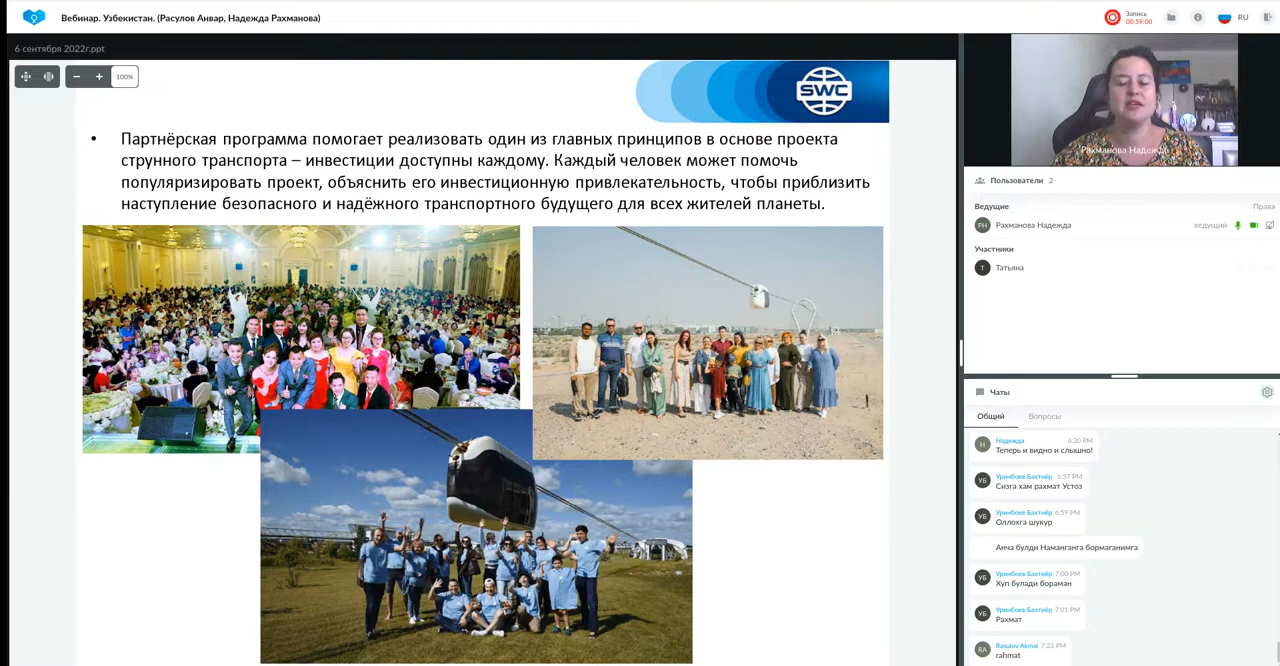 Вебинар. Узбекистан. (Расулов Анвар, Надежда Рахманова)
Запись
00:59:00
RU
6 сентября 2022г.ppt
100%
SWC
• Партнёрская программа помогает реализовать один из главных принципов в основе проекта
струнного транспорта – инвестиции доступны каждому. Каждый человек может помочь
популяризировать проект, объяснить его инвестиционную привлекательность, чтобы приблизить
наступление безопасного и надёжного транспортного будущего для всех жителей планеты.
Рахманова Надежда
Пользователи 2
Ведущие Права
РН Рахманова Надежда ведущий
Участники
Т Татьяна
Чаты
Общий Вопросы
Н Надежда 6:20 PM
Теперь и видно и слышно!
УБ Уринбоев Бахтиёр 6:57 PM
Сизга хам рахмат Устоз
УБ Уринбоев Бахтиёр 6:59 PM
Оллохга шукур
Анча булди Наманганга бормаганимга
УБ Уринбоев Бахтиёр 7:00 PM
Хуп булади бораман
УБ Уринбоев Бахтиёр 7:01 PM
Рахмат
RA Rasulov Akmal 7:23 PM
rahmat